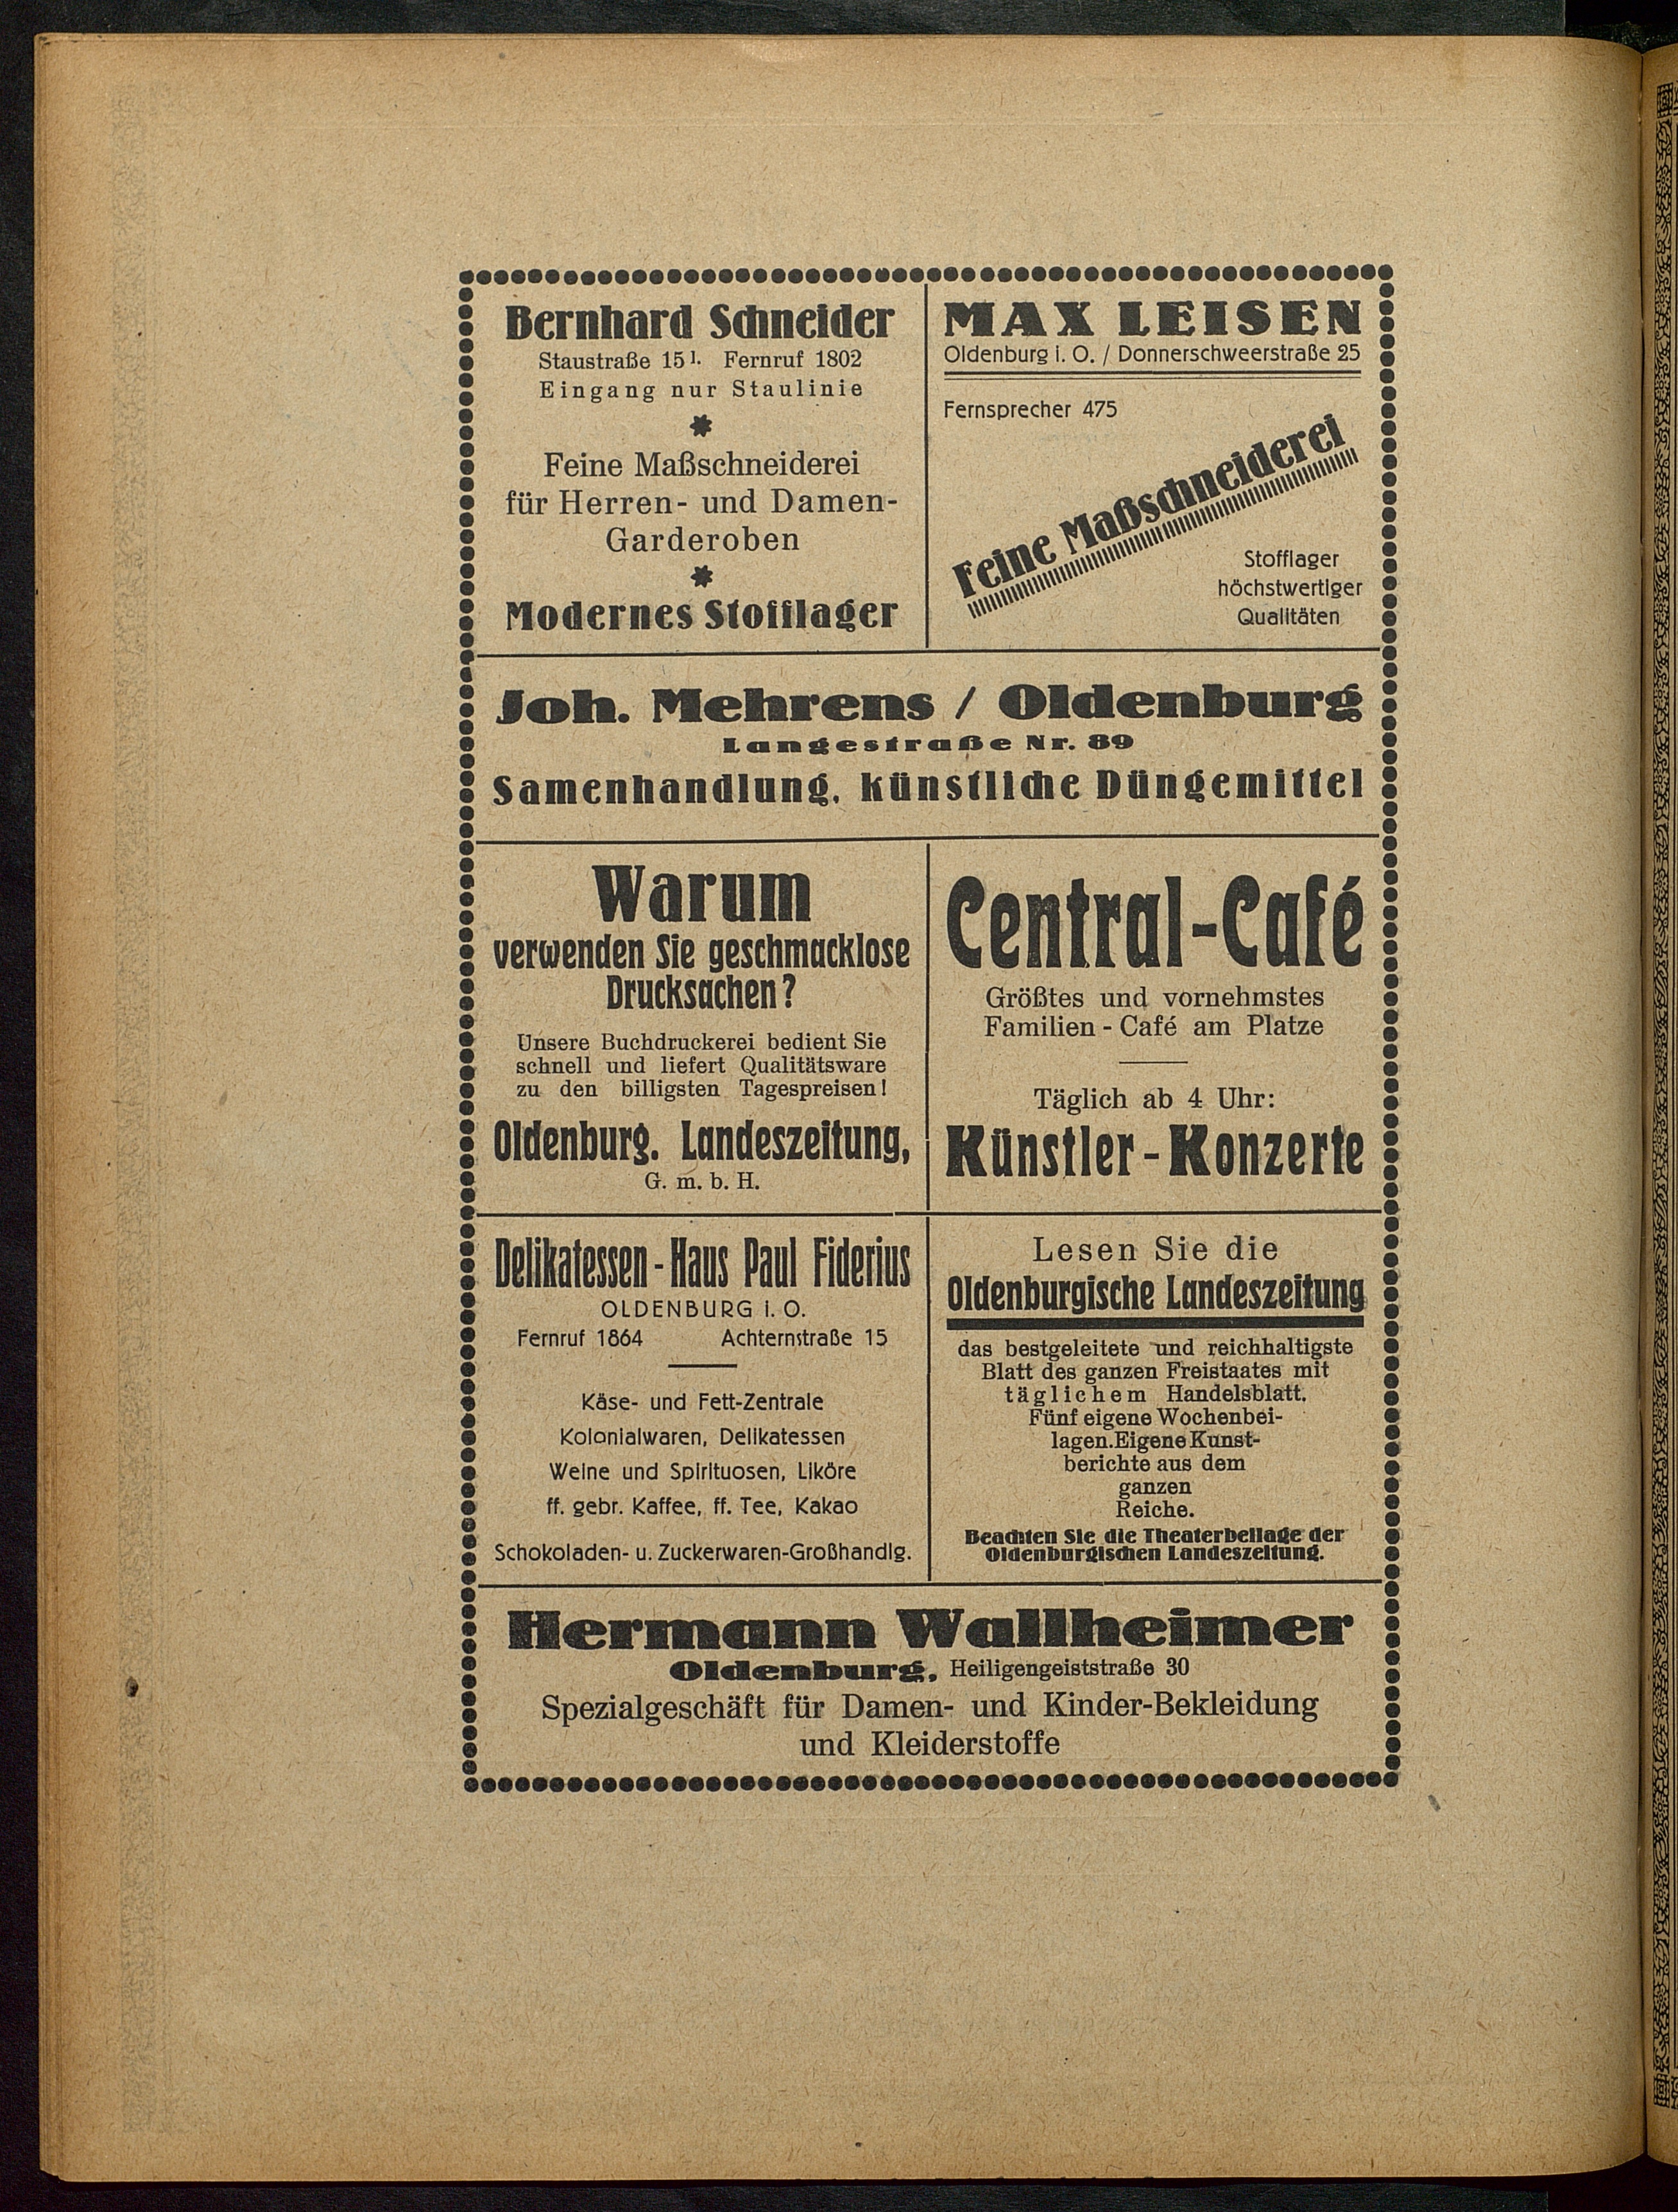 Bernhard Schneider
Staustraße 15 I. Fernruf 1802
Eingang nur Staulinie
Feine Maßschneiderei
für Herren- und Damen-
Garderoben
Modernes Stofflager
MAX LEISEN
Oldenburg i. O. / Donnerschweerstraße 25
Fernsprecher 475
Feine Maßschneiderei
Stofflager
höchstwertiger
Qualitäten
Joh. Mehrens / Oldenburg
Langestraße Nr. 89
Samenhandlung, künstliche Düngemittel
Warum
verwenden Sie geschmacklose
Drucksachen?
Unsere Buchdruckerei bedient Sie
schnell und liefert Qualitätsware
zu den billigsten Tagespreisen!
Oldenburg. Landeszeitung,
G. m. b. H.
Central-Café
Größtes und vornehmstes
Familien-Café am Platze
Täglich ab 4 Uhr:
Künstler-Konzerte
Delikatessen-Haus Paul Fiderius
OLDENBURG i. O.
Fernruf 1864 Achternstraße 15
Käse- und Fett-Zentrale
Kolonialwaren, Delikatessen
Weine und Spirituosen, Liköre
ff. gebr. Kaffee, ff. Tee, Kakao
Schokoladen- u. Zuckerwaren-Großhandlg.
Lesen Sie die
Oldenburgische Landeszeitung
das bestgeleitete und reichhaltigste
Blatt des ganzen Freistaates mit
täglichem Handelsblatt.
Fünf eigene Wochenbei-
lagen. Eigene Kunst-
berichte aus dem
ganzen
Reiche.
Beachten Sie die Theaterbeilage der
Oldenburgischen Landeszeitung.
Hermann Wallheimer
Oldenburg, Heiligengeiststraße 30
Spezialgeschäft für Damen- und Kinder-Bekleidung
und Kleiderstoffe